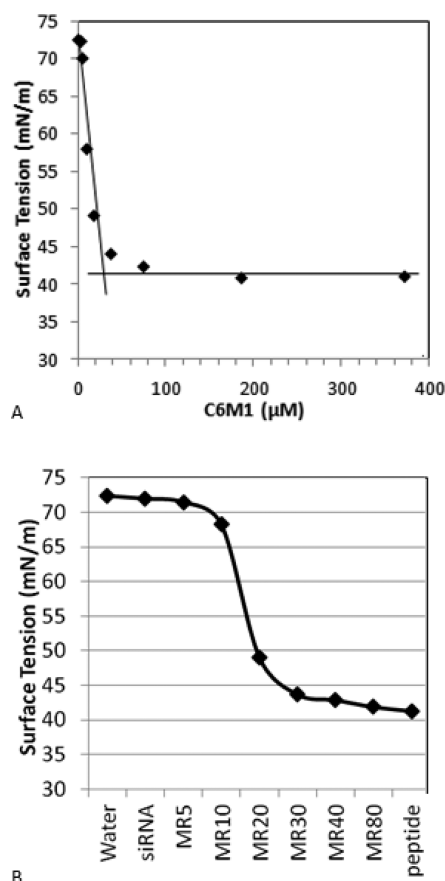 75
70
65
60
55
50
45
40
35
30
Surface Tension (mN/m)
0
100
200
300
400
C6M1 (µM)
A
75
70
65
60
55
50
45
40
35
30
Surface Tension (mN/m)
Water
siRNA
MR5
MR10
MR20
MR30
MR40
MR80
peptide
B